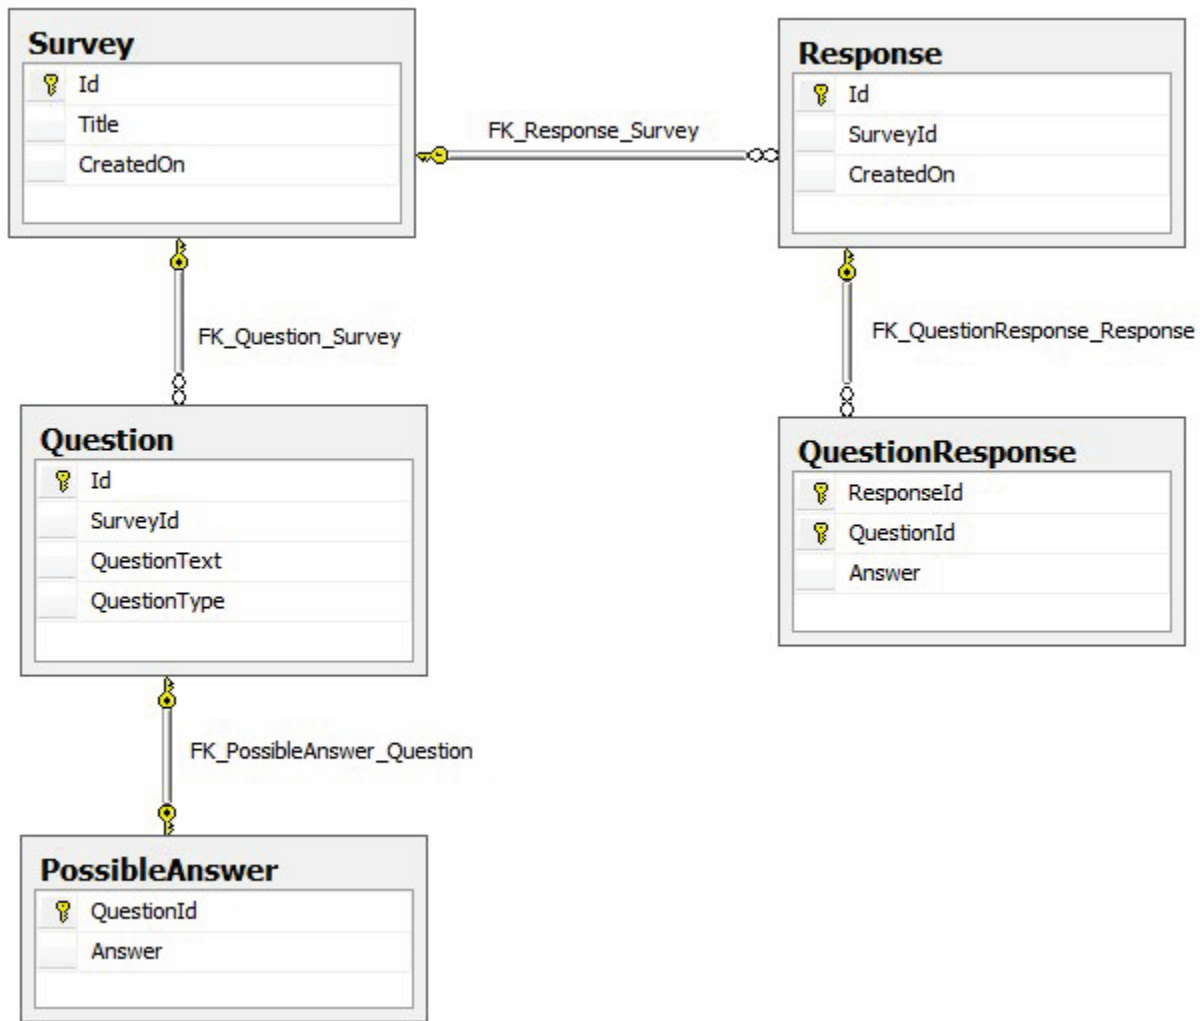 Survey
Id
Title
CreatedOn
FK_Response_Survey
Response
Id
SurveyId
CreatedOn
FK_Question_Survey
FK_QuestionResponse_Response
Question
Id
SurveyId
QuestionText
QuestionType
QuestionResponse
ResponseId
QuestionId
Answer
FK_PossibleAnswer_Question
PossibleAnswer
QuestionId
Answer